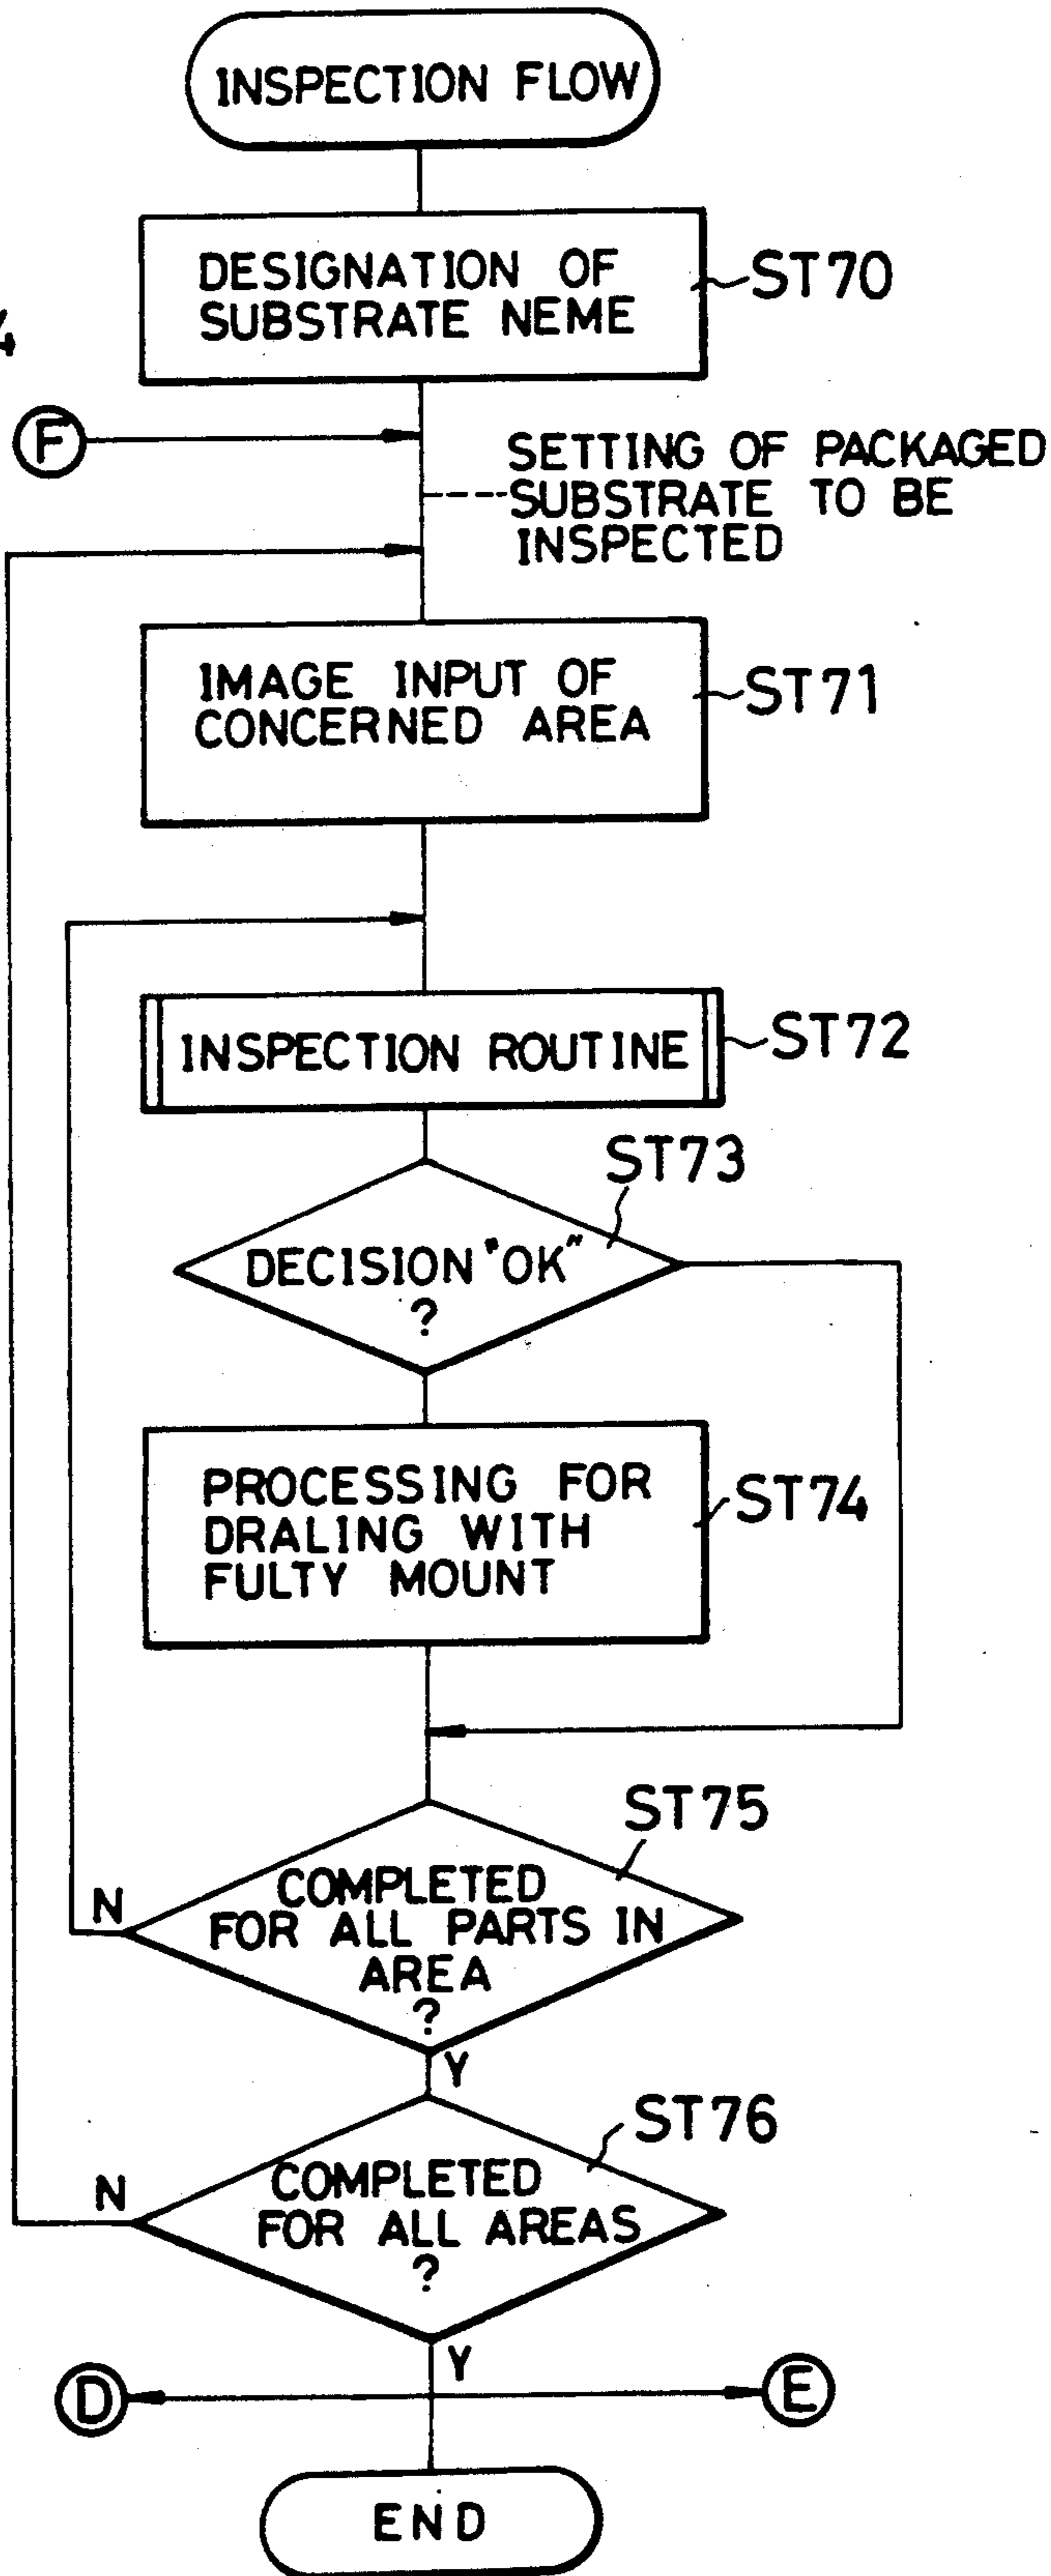 INSPECTION FLOW
DESIGNATION OF
SUBSTRATE NEME
ST70
4
F
SETTING OF PACKAGED
SUBSTRATE TO BE
INSPECTED
IMAGE INPUT OF
CONCERNED AREA
ST71
INSPECTION ROUTINE
ST72
ST73
DECISION "OK"
?
PROCESSING FOR
DRALING WITH
FULTY MOUNT
ST74
ST75
COMPLETED
FOR ALL PARTS IN
AREA
?
N
Y
ST76
COMPLETED
FOR ALL AREAS
?
N
Y
D
E
END